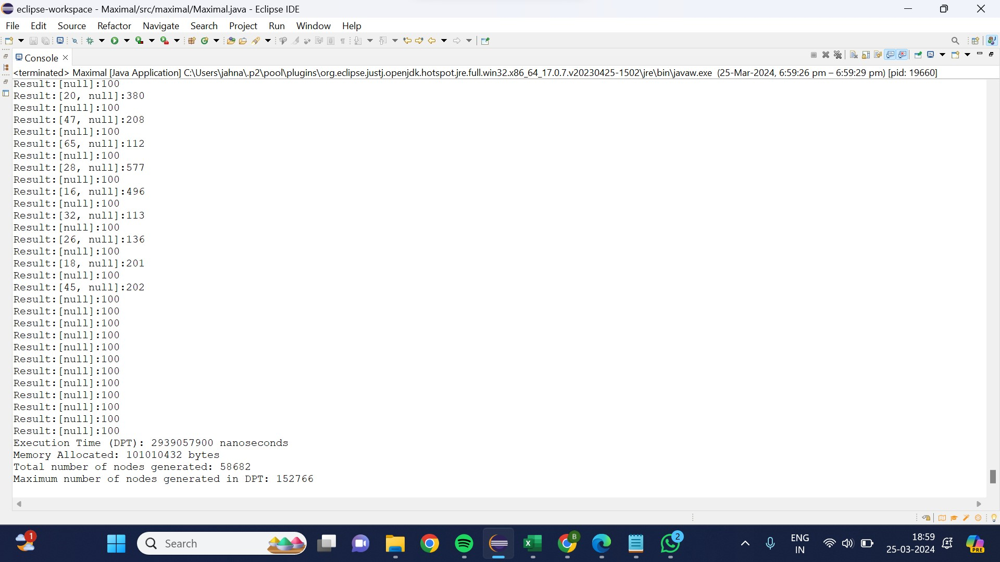 eclipse-workspace - Maximal/src/maximal/Maximal.java - Eclipse IDE
File Edit Source Refactor Navigate Search Project Run Window Help
Console
<terminated> Maximal [Java Application] C:\Users\jahna\.p2\pool\plugins\org.eclipse.justj.openjdk.hotspot.jre.full.win32.x86_64_17.0.7.v20230425-1502\jre\bin\javaw.exe (25-Mar-2024, 6:59:26 pm – 6:59:29 pm) [pid: 19660]
Result:[null]:100
Result:[20, null]:380
Result:[null]:100
Result:[47, null]:208
Result:[null]:100
Result:[65, null]:112
Result:[null]:100
Result:[28, null]:577
Result:[null]:100
Result:[16, null]:496
Result:[null]:100
Result:[32, null]:113
Result:[null]:100
Result:[26, null]:136
Result:[null]:100
Result:[18, null]:201
Result:[null]:100
Result:[45, null]:202
Result:[null]:100
Result:[null]:100
Result:[null]:100
Result:[null]:100
Result:[null]:100
Result:[null]:100
Result:[null]:100
Result:[null]:100
Result:[null]:100
Result:[null]:100
Result:[null]:100
Result:[null]:100
Execution Time (DPT): 2939057900 nanoseconds
Memory Allocated: 101010432 bytes
Total number of nodes generated: 58682
Maximum number of nodes generated in DPT: 152766
1
Search
B
2
ENG
IN
18:59
25-03-2024
PRE